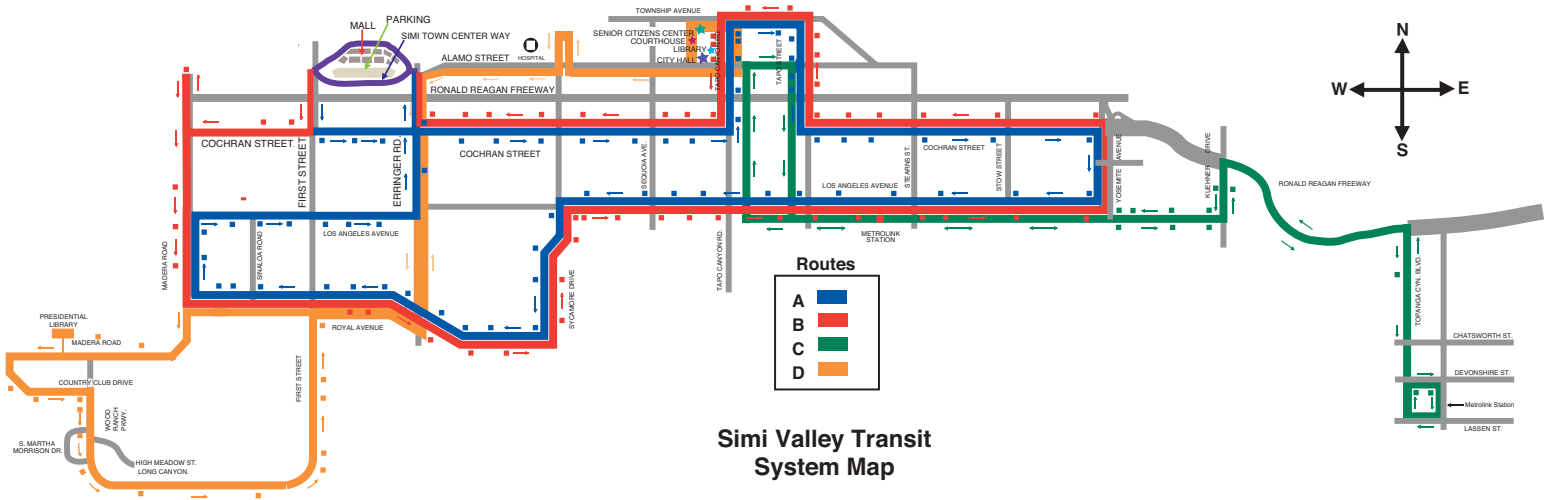 TOWNSHIP AVENUE
PARKING
MALL
SIMI TOWN CENTER WAY
SENIOR CITIZENS CENTER
COURTHOUSE
LIBRARY
CITY HALL
HOSPITAL
ALAMO STREET
TAPO CANYON RD.
TAPO STREET
RONALD REAGAN FREEWAY
N
W
E
S
COCHRAN STREET
FIRST STREET
ERRINGER RD.
COCHRAN STREET
SEQUOIA AVE.
COCHRAN STREET
STEARNS ST.
STOW STREET
YOSEMITE AVENUE
KUEHNER DRIVE
LOS ANGELES AVENUE
RONALD REAGAN FREEWAY
MADERA ROAD
SINALOA ROAD
LOS ANGELES AVENUE
METROLINK
STATION
TAPO CANYON RD.
SYCAMORE DRIVE
TOPANGA CYN. BLVD.
Routes
A
B
C
D
PRESIDENTIAL
LIBRARY
MADERA ROAD
ROYAL AVENUE
CHATSWORTH ST.
COUNTRY CLUB DRIVE
FIRST STREET
DEVONSHIRE ST.
WOOD
RANCH
PKWY.
Metrolink Station
LASSEN ST.
S. MARTHA
MORRISON DR.
HIGH MEADOW ST.
LONG CANYON.
Simi Valley Transit
System Map